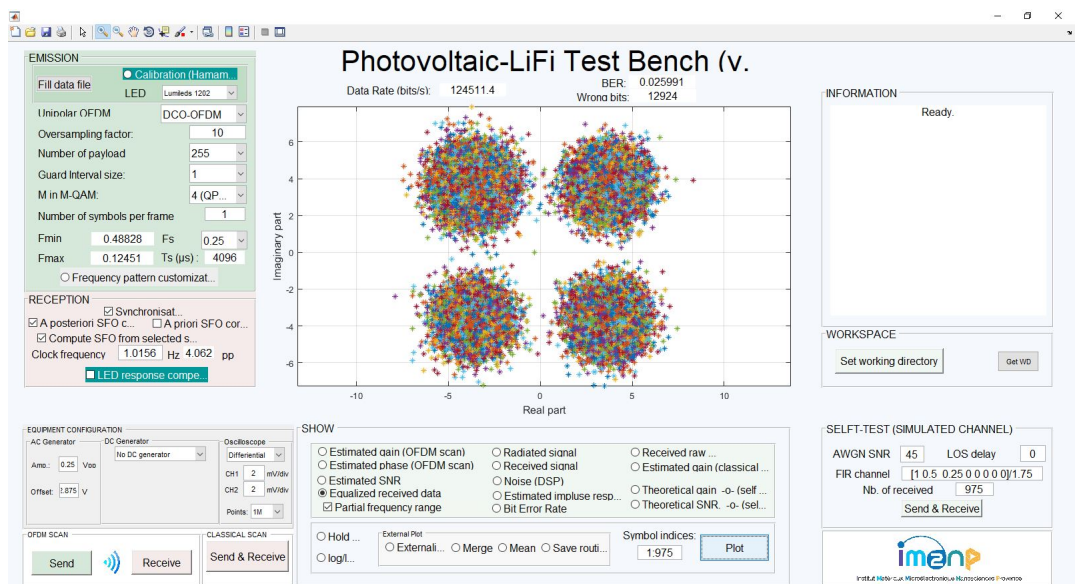 Photovoltaic-LiFi Test Bench (v.
Data Rate (bits/s): 124511.4
BER: 0.025991
Wrong bits: 12924
EMISSION
Fill data file
Calibration (Hamam...
LED Lumileds 1202
Unipolar OFDM DCO-OFDM
Oversampling factor: 10
Number of payload 255
Guard Interval size: 1
M in M-QAM: 4 (QP...
Number of symbols per frame 1
Fmin 0.48828 Fs 0.25
Fmax 0.12451 Ts (µs) : 4096
Frequency pattern customizat...
RECEPTION
Synchronisat...
A posteriori SFO c... A priori SFO cor...
Compute SFO from selected s...
Clock frequency 1.0156 Hz 4.062 pp
LED response compe...
Imaginary part
6
4
2
0
-2
-4
-6
-10 -5 0 5 10
Real part
INFORMATION
Ready.
WORKSPACE
Set working directory Get WD
EQUIPMENT CONFIGURATION
AC Generator
Amp.: 0.25 Vpp
Offset: 2.875 V
DC Generator
No DC generator
Oscilloscope
Differiential
CH1 2 mV/div
CH2 2 mV/div
Points: 1M
SHOW
Estimated gain (OFDM scan) Radiated signal Received raw ...
Estimated phase (OFDM scan) Received signal Estimated gain (classical ...
Estimated SNR Noise (DSP)
Equalized received data Estimated impluse resp... Theoretical gain -o- (self ...
Partial frequency range Bit Error Rate Theoretical SNR. -o- (sel...
SELFT-TEST (SIMULATED CHANNEL)
AWGN SNR 45 LOS delay 0
FIR channel [1 0.5 0.25 0 0 0 0 0]/1.75
Nb. of received 975
Send & Receive
OFDM SCAN
Send Receive
CLASSICAL SCAN
Send & Receive
Hold ...
log/l...
External Plot
Externali... Merge Mean Save routi...
Symbol indices:
1:975
Plot
im2np
Institut Matériaux Microélectronique Nanosciences Provence